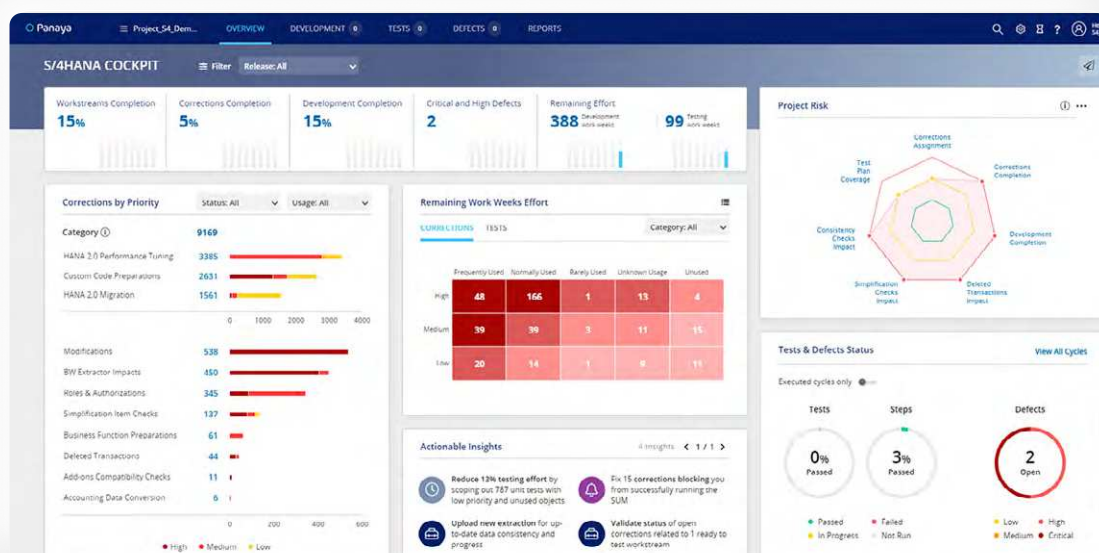 Panaya
Project_S4_Dem...
OVERVIEW
DEVELOPMENT 0
TESTS 0
DEFECTS 0
REPORTS
S/4HANA COCKPIT
Filter
Release: All
Workstreams Completion
15%
Corrections Completion
5%
Development Completion
15%
Critical and High Defects
2
Remaining Effort
388 Development work weeks
99 Testing work weeks
Corrections by Priority
Status: All
Usage: All
Category
9169
HANA 2.0 Performance Tuning 3385
Custom Code Preparations 2631
HANA 2.0 Migration 1561
0 1000 2000 3000 4000
Modifications 538
BW Extractor Impacts 450
Roles & Authorizations 345
Simplification Item Checks 137
Business Function Preparations 61
Deleted Transactions 44
Add-ons Compatibility Checks 11
Accounting Data Conversion 6
0 200 400 600
High Medium Low
Remaining Work Weeks Effort
CORRECTIONS TESTS
Category: All
Frequently Used Normally Used Rarely Used Unknown Usage Unused
High 48 166 1 13 4
Medium 39 39 3 11 15
Low 20 14 1 11
Actionable Insights
4 insights 1 / 1
Reduce 13% testing effort by
scoping out 787 unit tests with
low priority and unused objects
Fix 15 corrections blocking you
from successfully running the
SUM
Upload new extraction for up-
to-date data consistency and
progress
Validate status of open
corrections related to 1 ready to
test workstream
Project Risk
Corrections
Assignment
Corrections
Completion
Development
Completion
Deleted
Transactions
Impact
Simplification
Checks
Impact
Consistency
Checks
Impact
Test
Plan
Coverage
Tests & Defects Status
View All Cycles
Executed cycles only
Tests
Steps
Defects
0%
Passed
3%
Passed
2
Open
Passed Failed
In Progress Not Run
Low High
Medium Critical